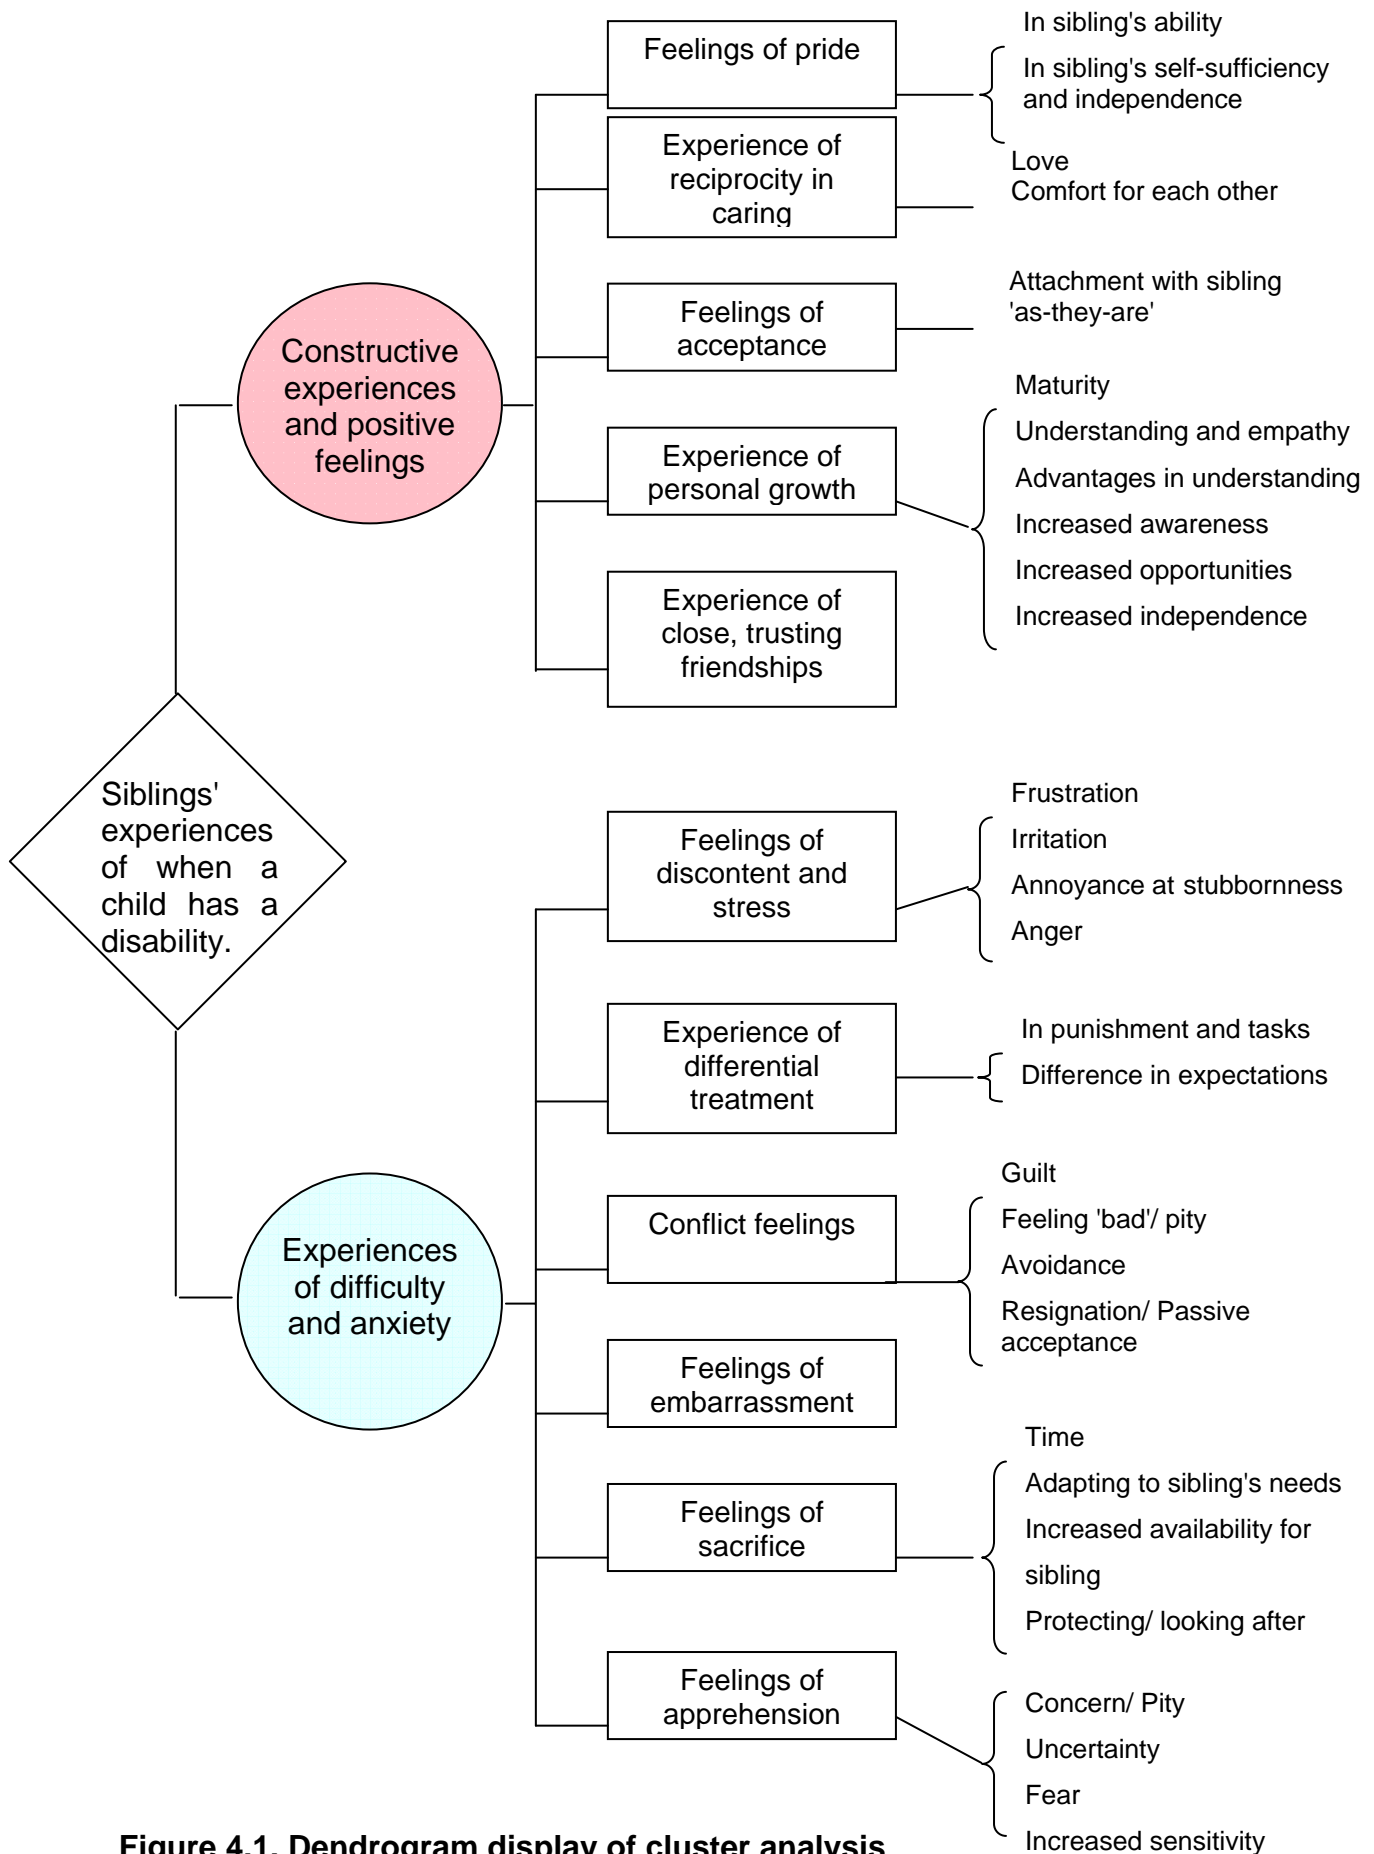 Siblings'
experiences
of when a
child has a
disability.
Constructive
experiences
and positive
feelings
Feelings of pride
In sibling's ability
In sibling's self-sufficiency
and independence
Experience of
reciprocity in
caring
Love
Comfort for each other
Feelings of
acceptance
Attachment with sibling
'as-they-are'
Experience of
personal growth
Maturity
Understanding and empathy
Advantages in understanding
Increased awareness
Increased opportunities
Increased independence
Experience of
close, trusting
friendships
Experiences
of difficulty
and anxiety
Feelings of
discontent and
stress
Frustration
Irritation
Annoyance at stubbornness
Anger
Experience of
differential
treatment
In punishment and tasks
Difference in expectations
Conflict feelings
Guilt
Feeling 'bad'/ pity
Avoidance
Resignation/ Passive
acceptance
Feelings of
embarrassment
Feelings of
sacrifice
Time
Adapting to sibling's needs
Increased availability for
sibling
Protecting/ looking after
Feelings of
apprehension
Concern/ Pity
Uncertainty
Fear
Increased sensitivity
Figure 4.1. Dendrogram display of cluster analysis